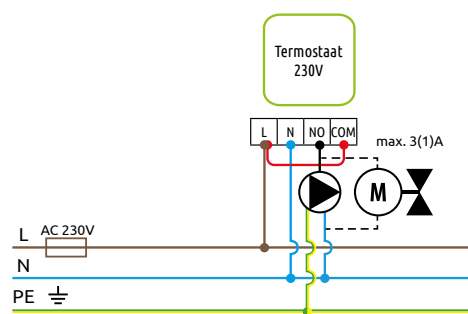 Termostaat
230V
L N NO COM
max. 3(1)A
M
L AC 230V
N
PE